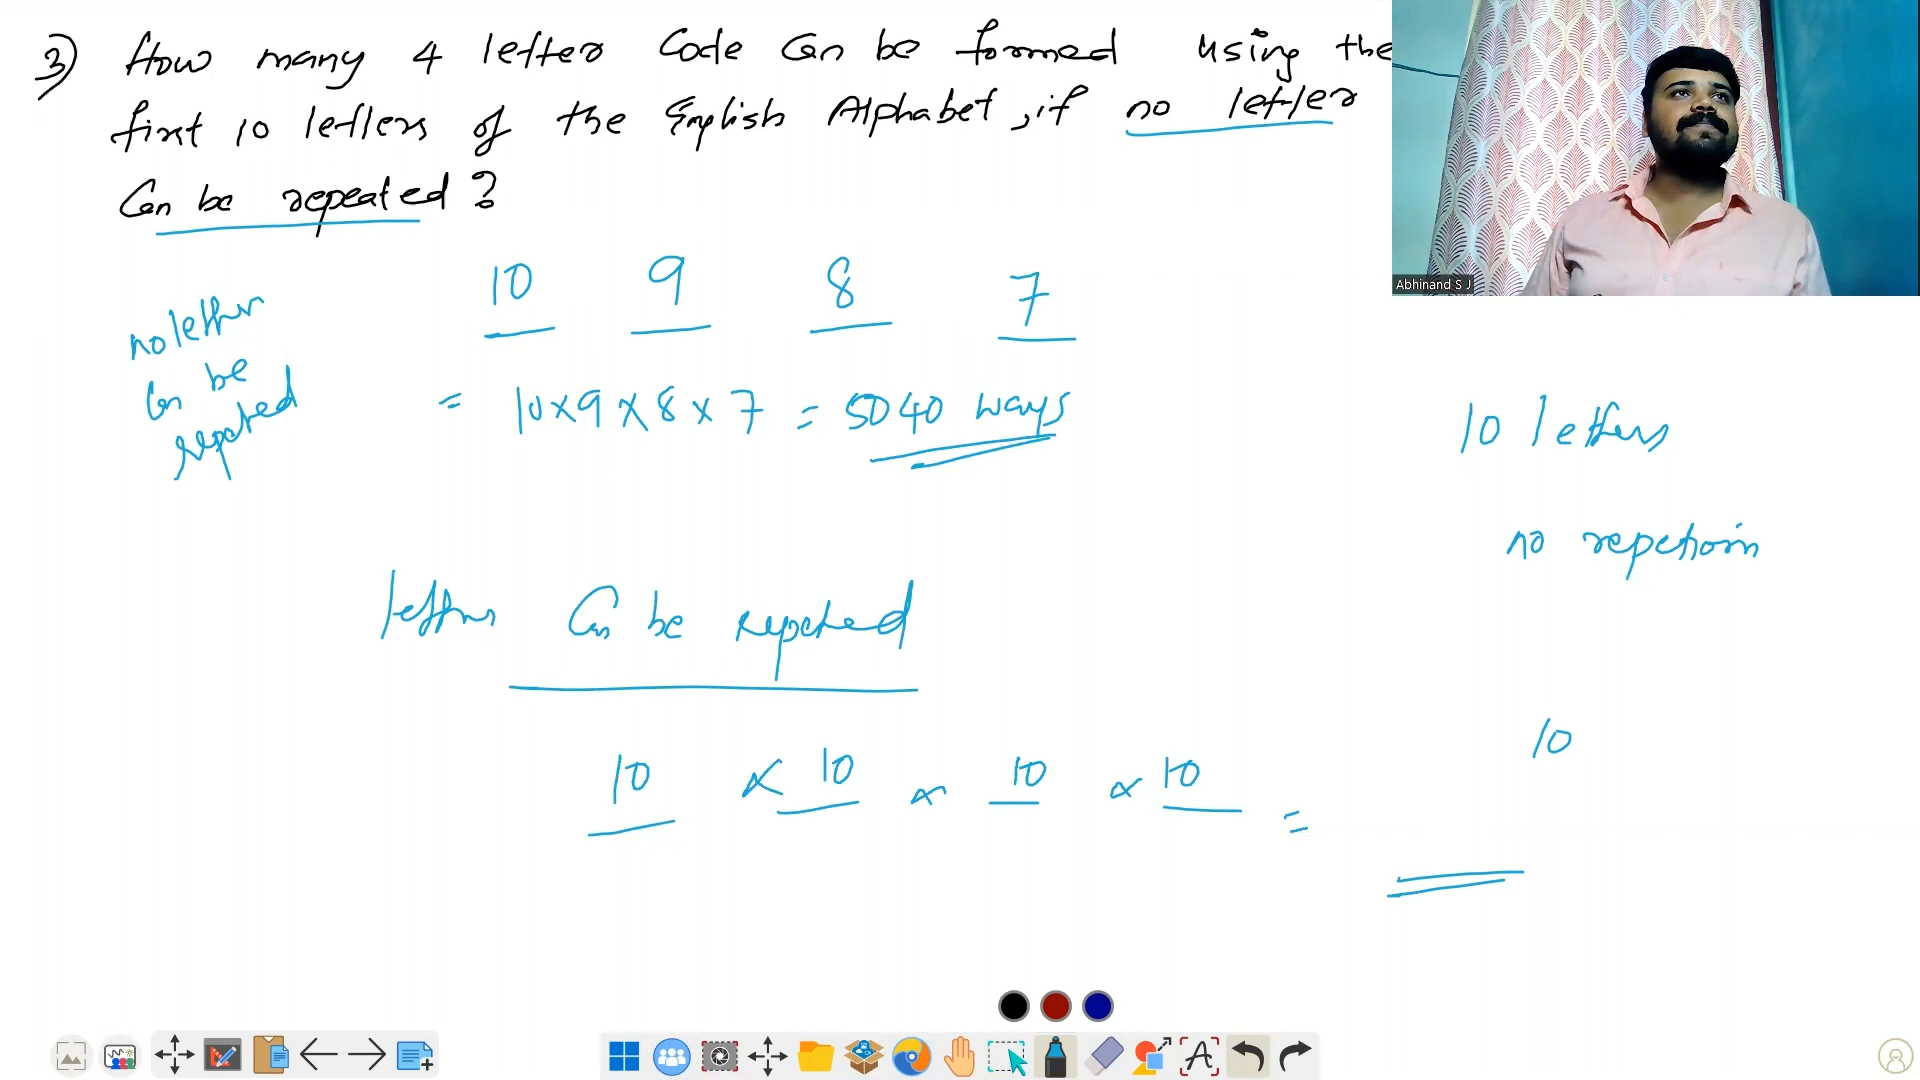 3) How many 4 letter Code Can be formed using the
first 10 letters of the English Alphabet, if no letter
Can be repeated?
Abhinand S J
10 9 8 7
no letter
Can be
repeated
= 10×9×8×7 = 5040 ways
10 letters
no repetition
letters Can be repeated
10
10 × 10 × 10 × 10 =